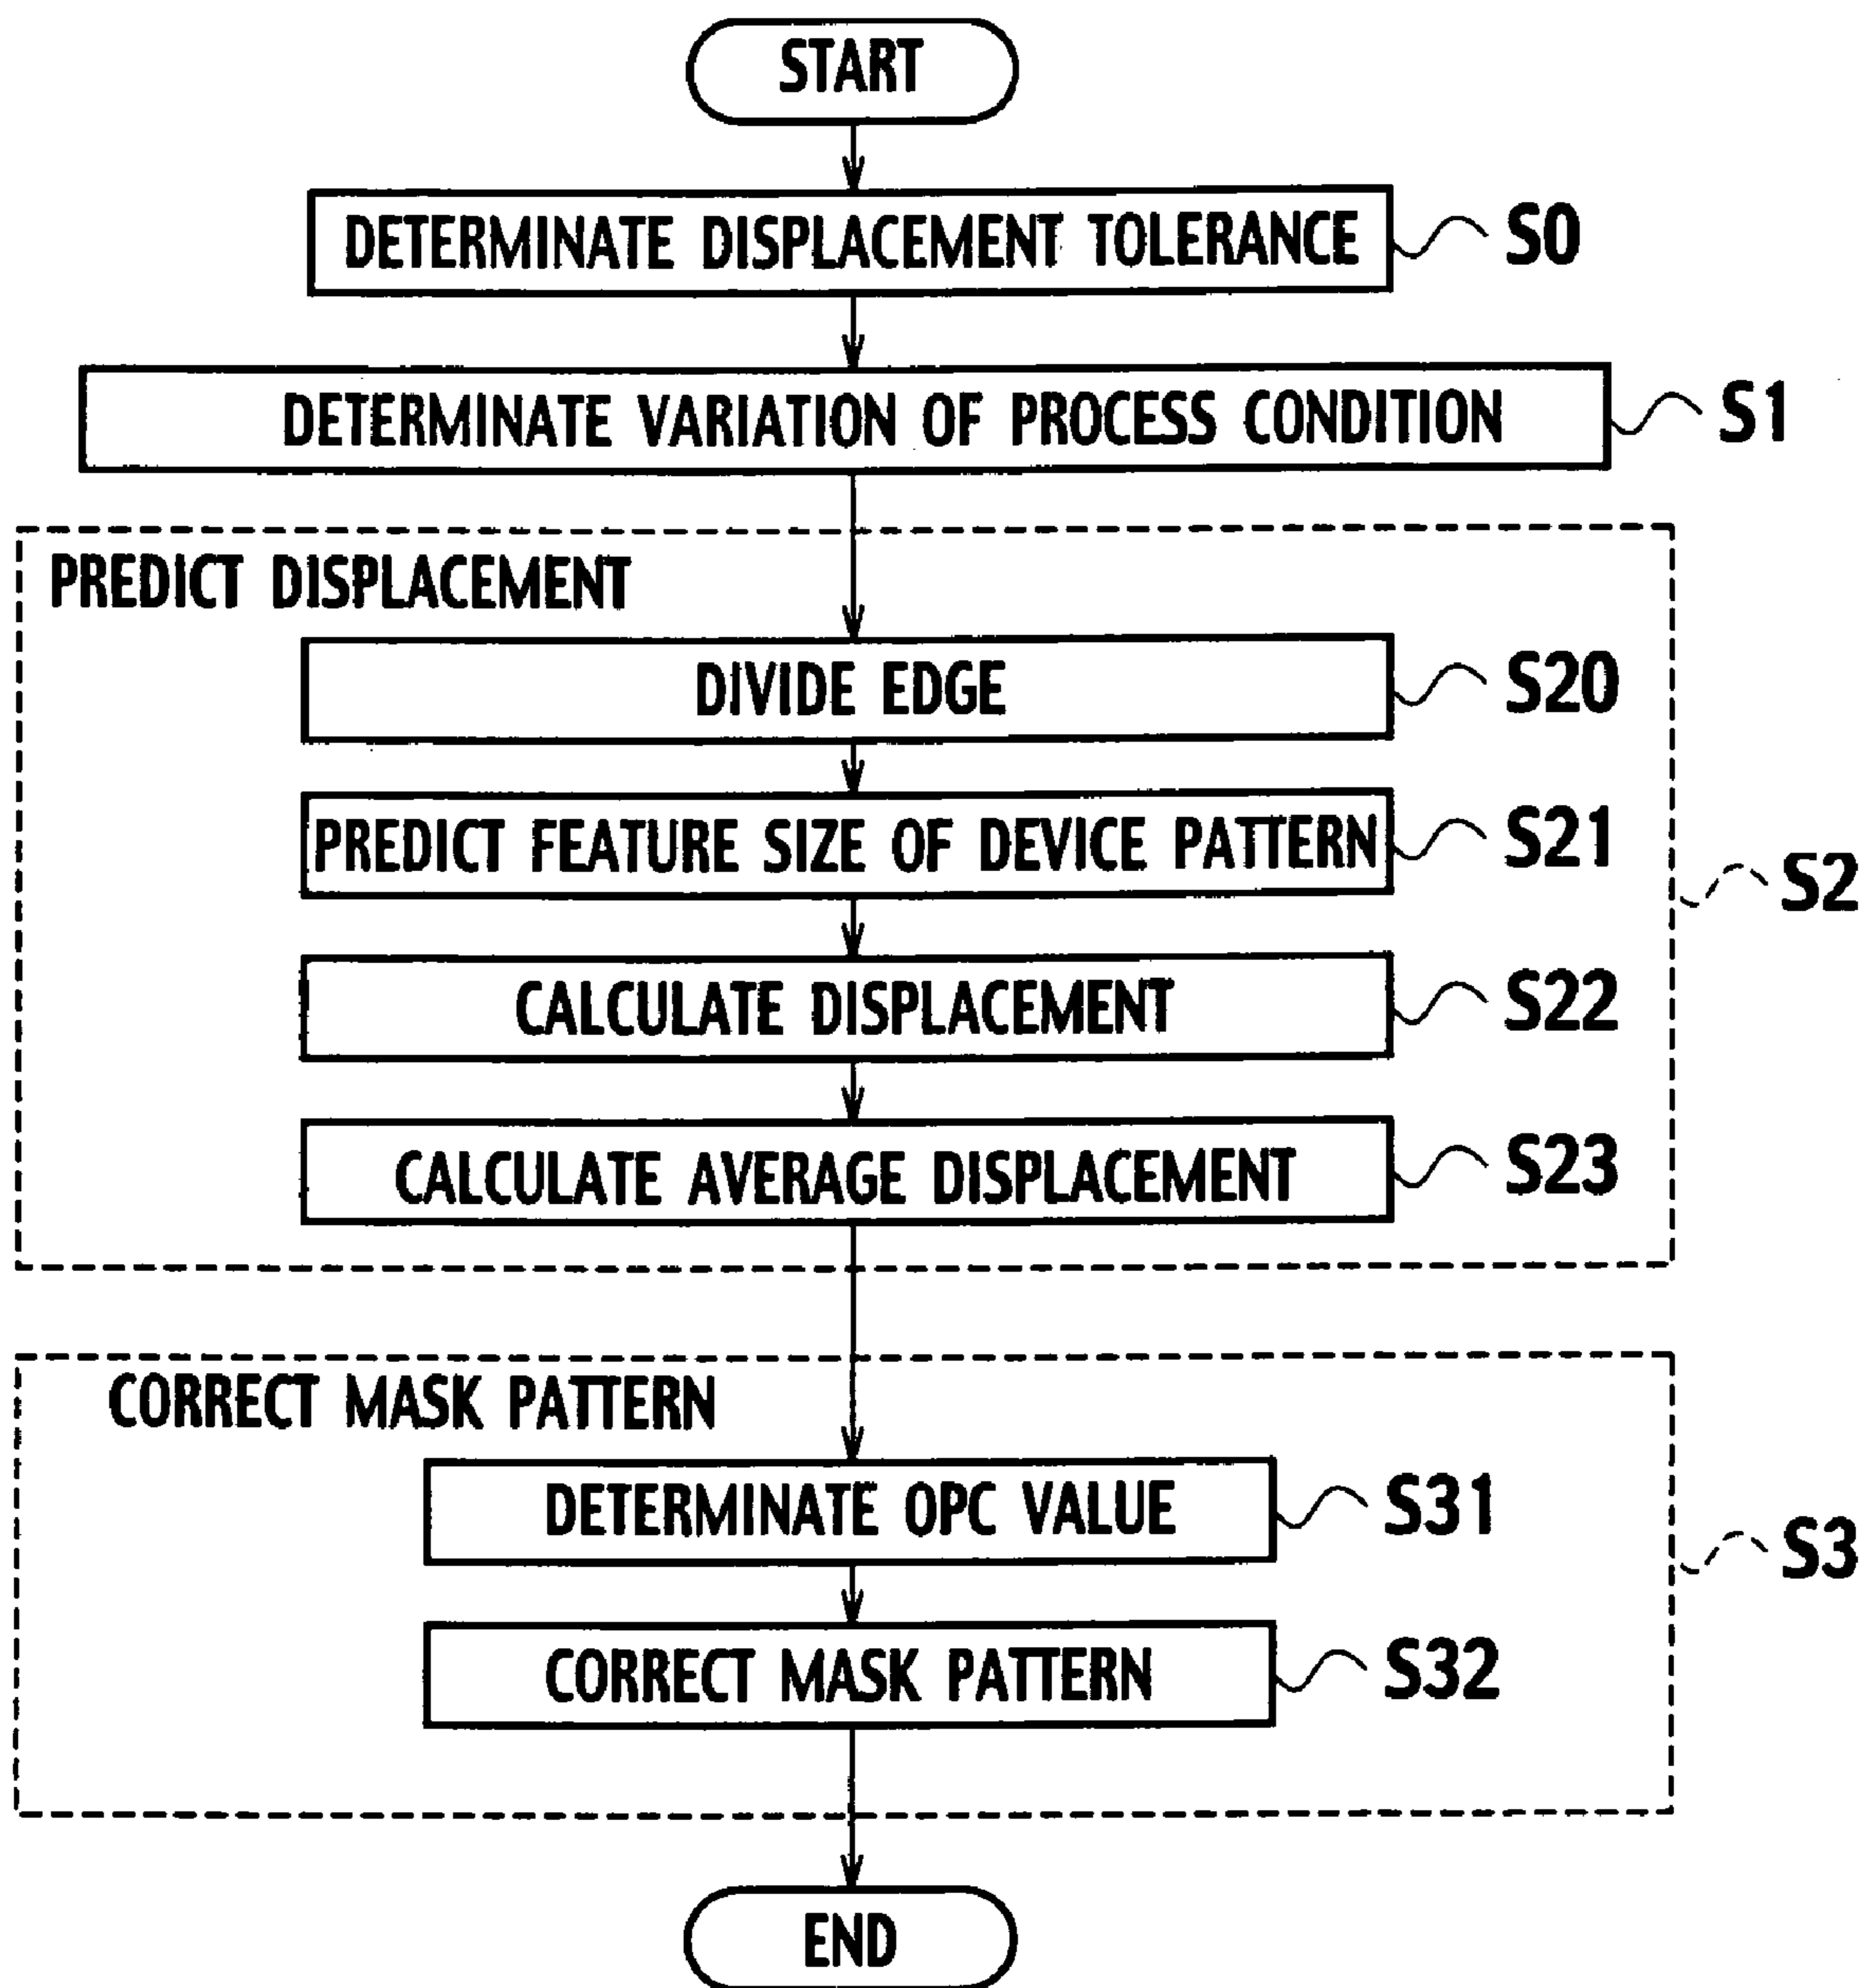 START
DETERMINATE DISPLACEMENT TOLERANCE S0
DETERMINATE VARIATION OF PROCESS CONDITION S1
PREDICT DISPLACEMENT
DIVIDE EDGE S20
PREDICT FEATURE SIZE OF DEVICE PATTERN S21
S2
CALCULATE DISPLACEMENT S22
CALCULATE AVERAGE DISPLACEMENT S23
CORRECT MASK PATTERN
DETERMINATE OPC VALUE S31
S3
CORRECT MASK PATTERN S32
END